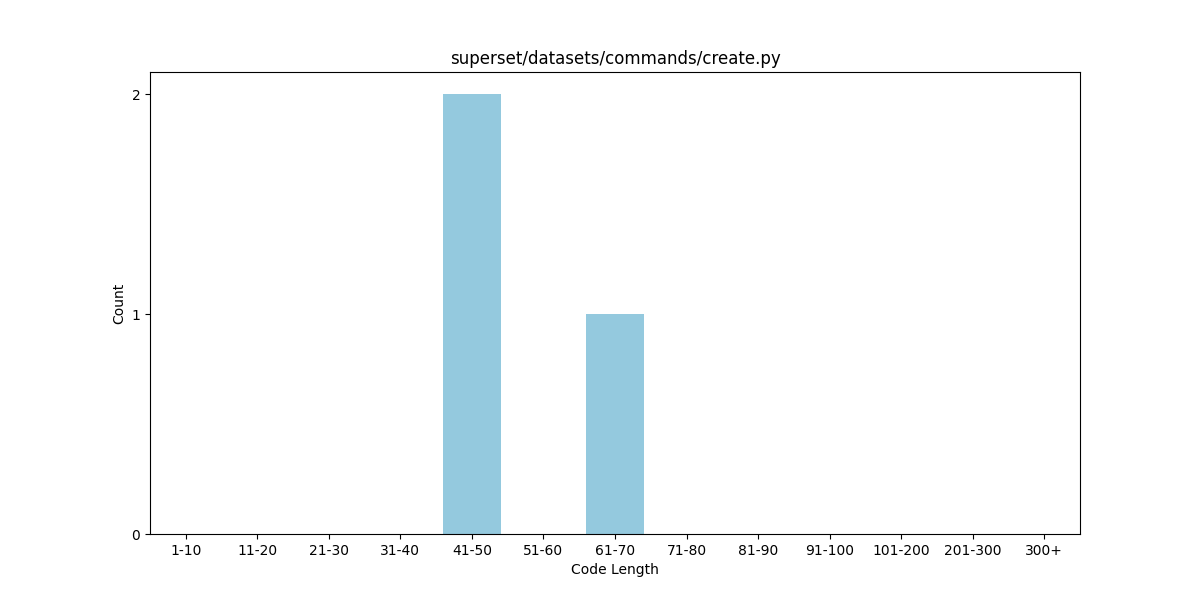 superset/datasets/commands/create.py
2
1
0
Count
1-10 11-20 21-30 31-40 41-50 51-60 61-70 71-80 81-90 91-100 101-200 201-300 300+
Code Length